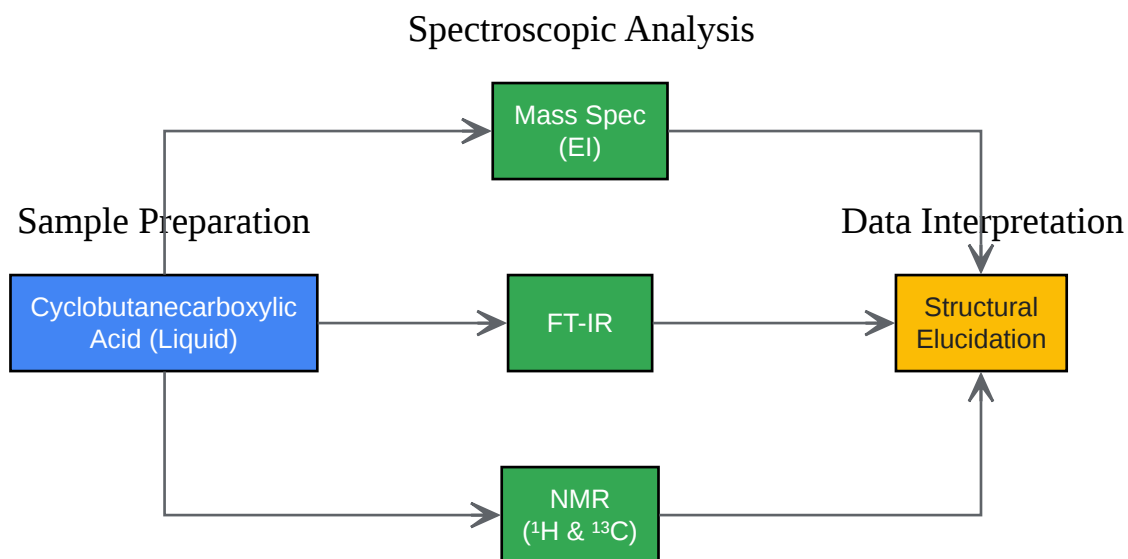 Spectroscopic Analysis
Mass Spec
(EI)
Sample Preparation
Data Interpretation
Cyclobutanecarboxylic
Acid (Liquid)
FT-IR
Structural
Elucidation
NMR
(¹H & ¹³C)